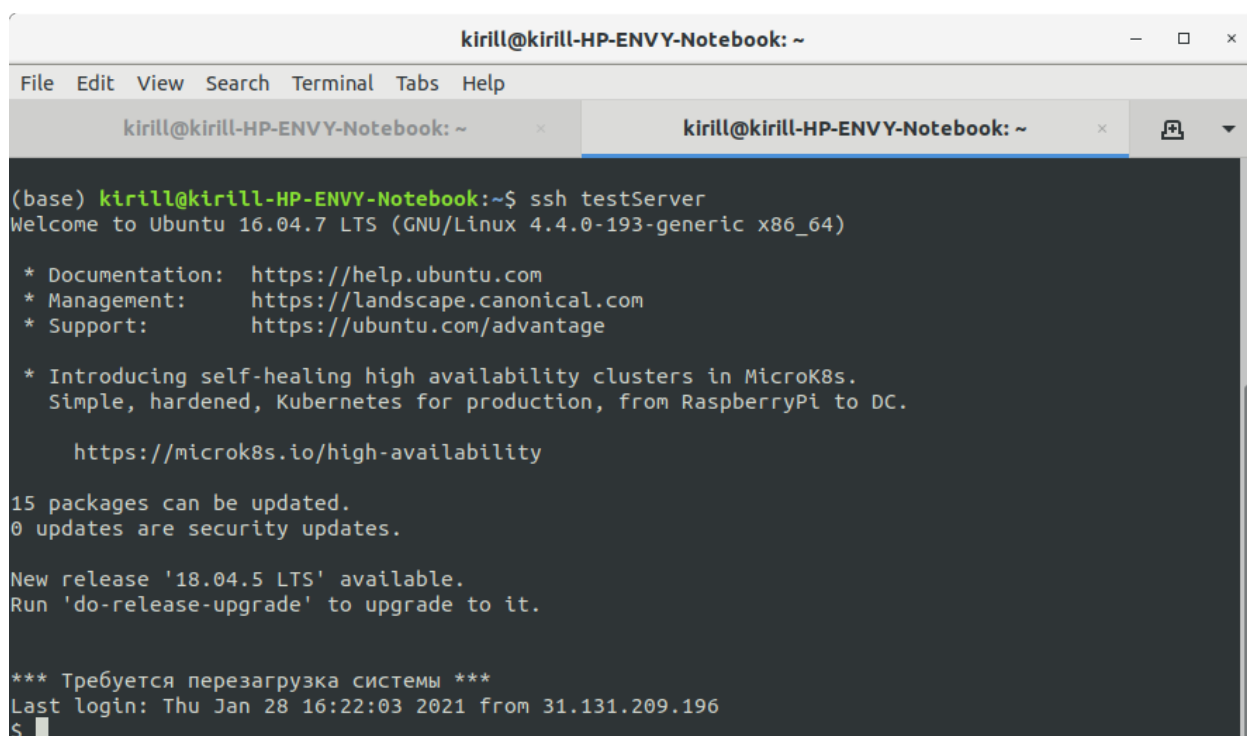 kirill@kirill-HP-ENVY-Notebook: ~
File Edit View Search Terminal Tabs Help
kirill@kirill-HP-ENVY-Notebook: ~ kirill@kirill-HP-ENVY-Notebook: ~
(base) kirill@kirill-HP-ENVY-Notebook:~$ ssh testServer
Welcome to Ubuntu 16.04.7 LTS (GNU/Linux 4.4.0-193-generic x86_64)
* Documentation: https://help.ubuntu.com
* Management: https://landscape.canonical.com
* Support: https://ubuntu.com/advantage
* Introducing self-healing high availability clusters in MicroK8s.
Simple, hardened, Kubernetes for production, from RaspberryPi to DC.
https://microk8s.io/high-availability
15 packages can be updated.
0 updates are security updates.
New release '18.04.5 LTS' available.
Run 'do-release-upgrade' to upgrade to it.
*** Требуется перезагрузка системы ***
Last login: Thu Jan 28 16:22:03 2021 from 31.131.209.196
$